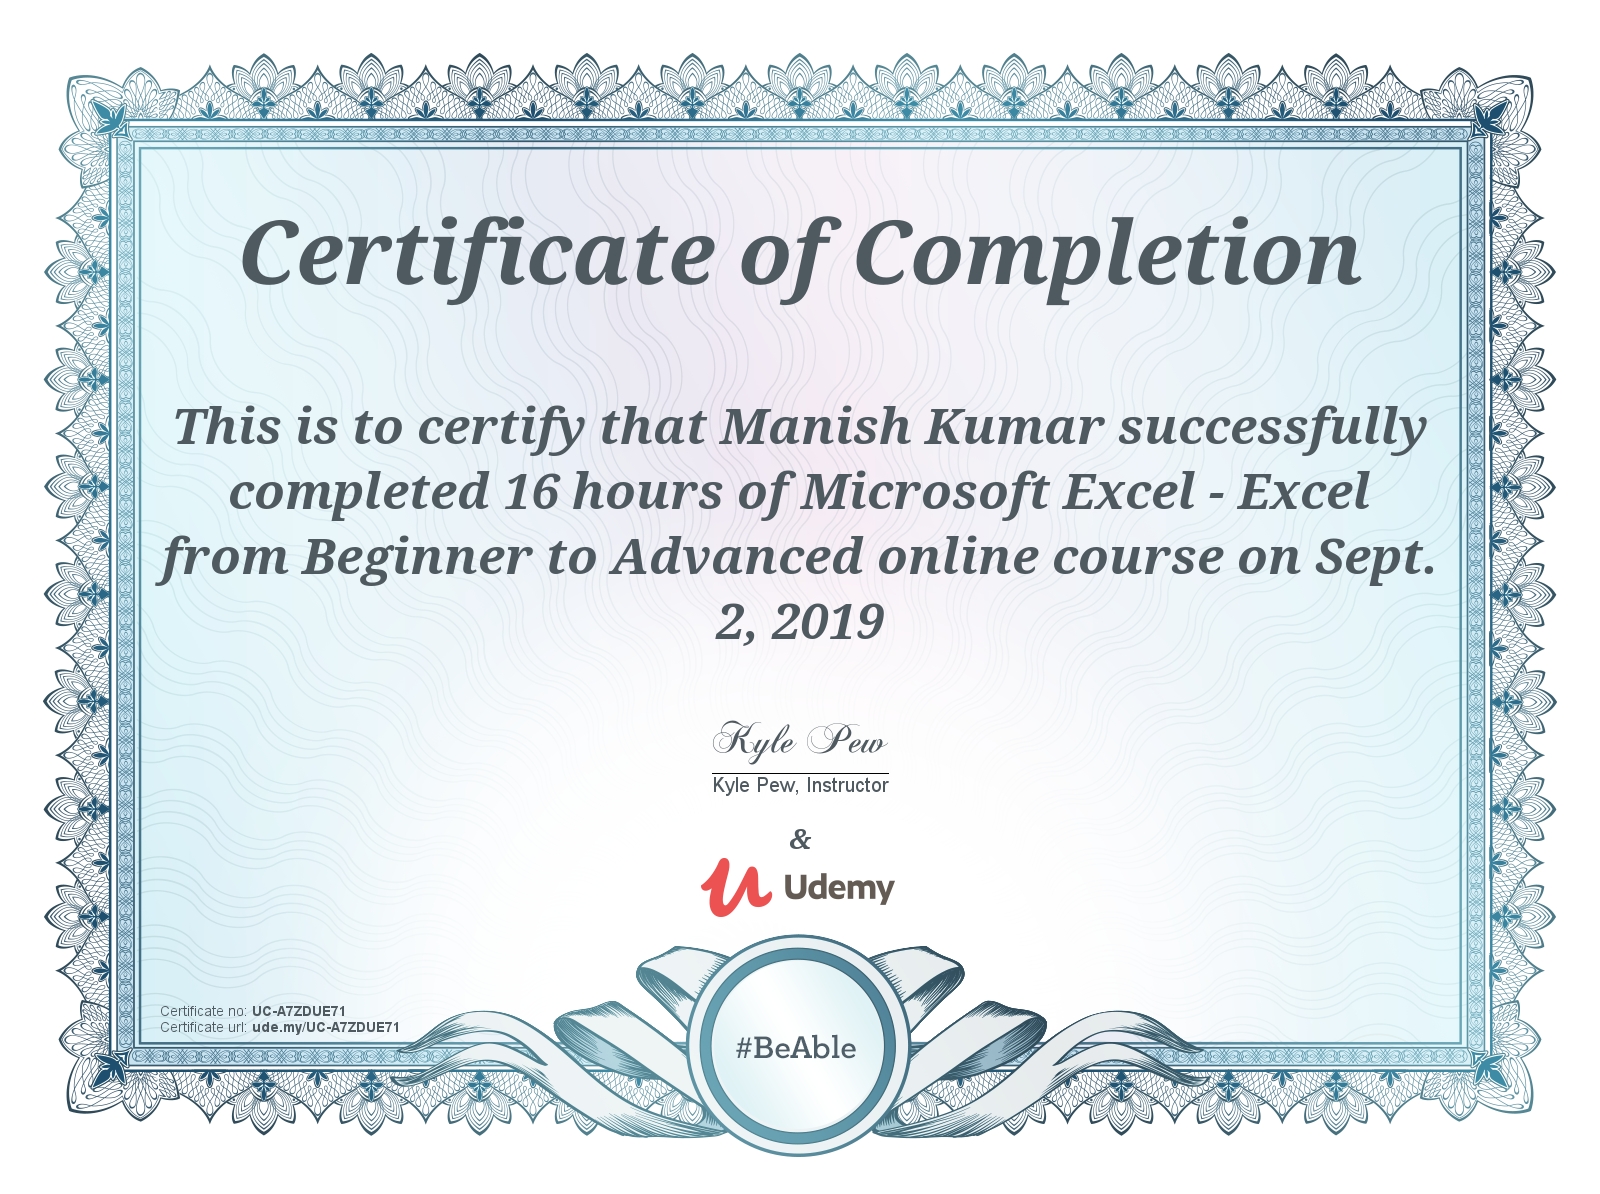 Certificate of Completion
This is to certify that Manish Kumar successfully
completed 16 hours of Microsoft Excel - Excel
from Beginner to Advanced online course on Sept.
2, 2019
Kyle Pew
Kyle Pew, Instructor
&
Udemy
Certificate no: UC-A7ZDUE71
Certificate url: ude.my/UC-A7ZDUE71
#BeAble